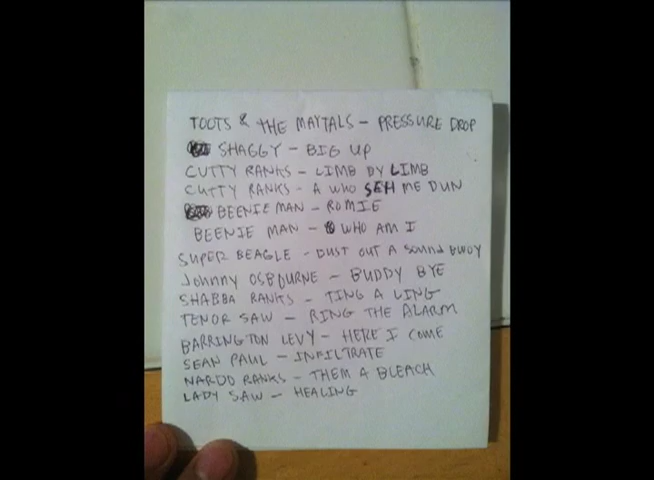 TOOTS & THE MAYTALS - PRESSURE DROP
SHAGGY - BIG UP
CUTTY RANKS - LIMB BY LIMB
CUTTY RANKS - A WHO SEH ME DUN
BEENIE MAN - ROMIE
BEENIE MAN - WHO AM I
SUPER BEAGLE - DUST OUT A SOUND BWOY
JOHNNY OSBOURNE - BUDDY BYE
SHABBA RANKS - TING A LING
TENOR SAW - RING THE ALARM
BARRINGTON LEVY - HERE I COME
SEAN PAUL - INFILTRATE
NARDO RANKS - THEM A BLEACH
LADY SAW - HEALING